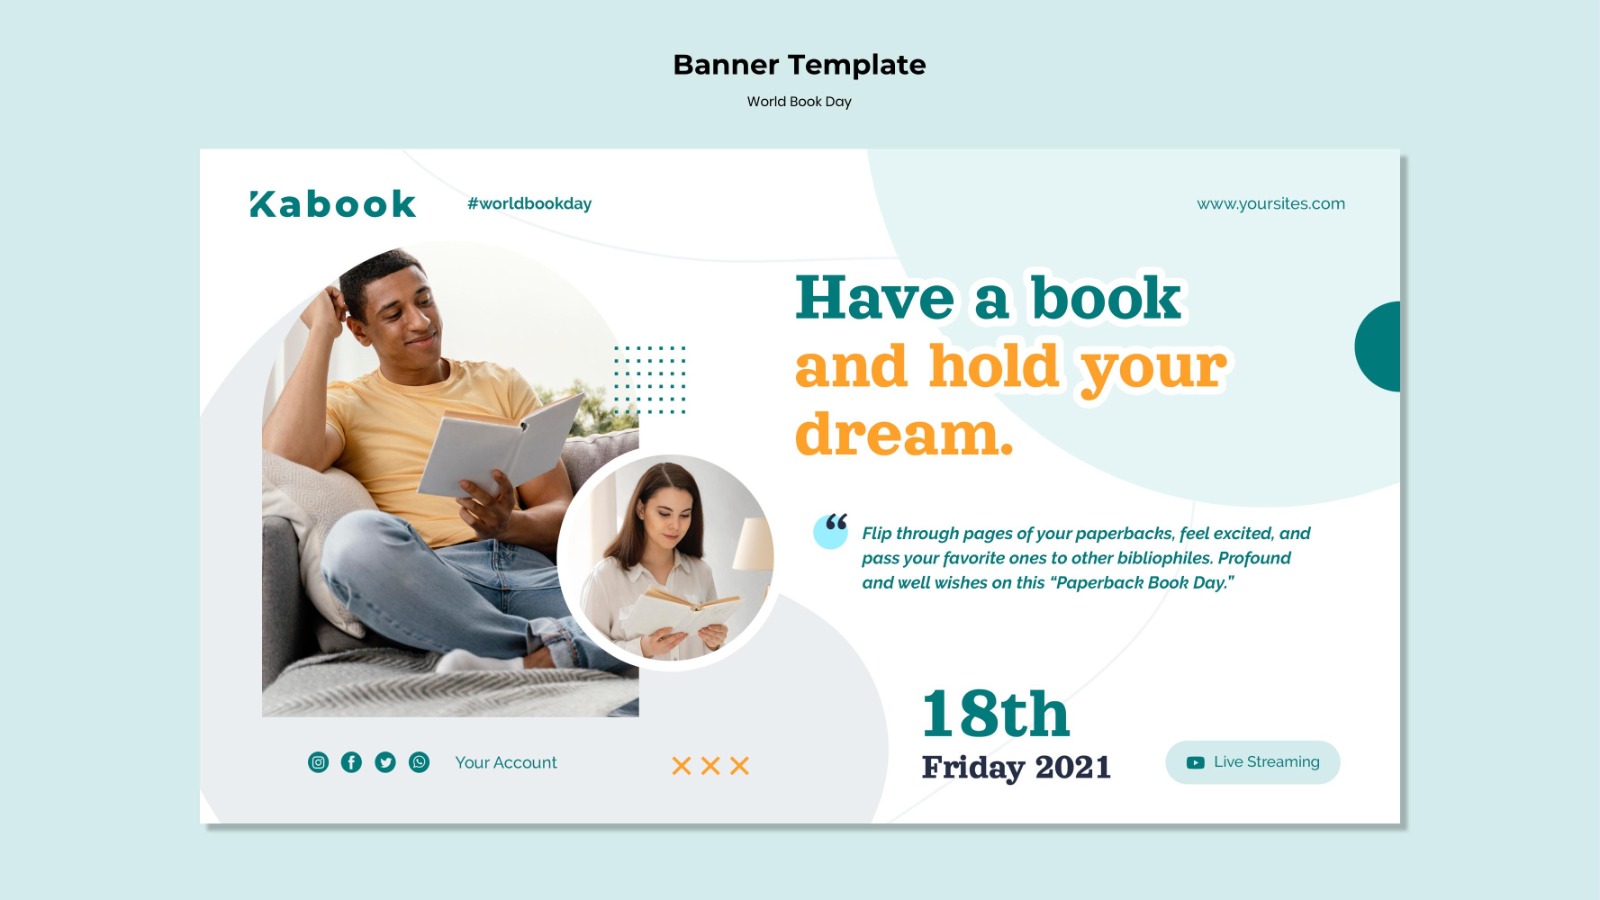 Banner Template
World Book Day
Kabook
#worldbookday
www.yoursites.com
Have a book
and hold your
dream.
“
Flip through pages of your paperbacks, feel excited, and
pass your favorite ones to other bibliophiles. Profound
and well wishes on this “Paperback Book Day.”
18th
Friday 2021
Live Streaming
Your Account